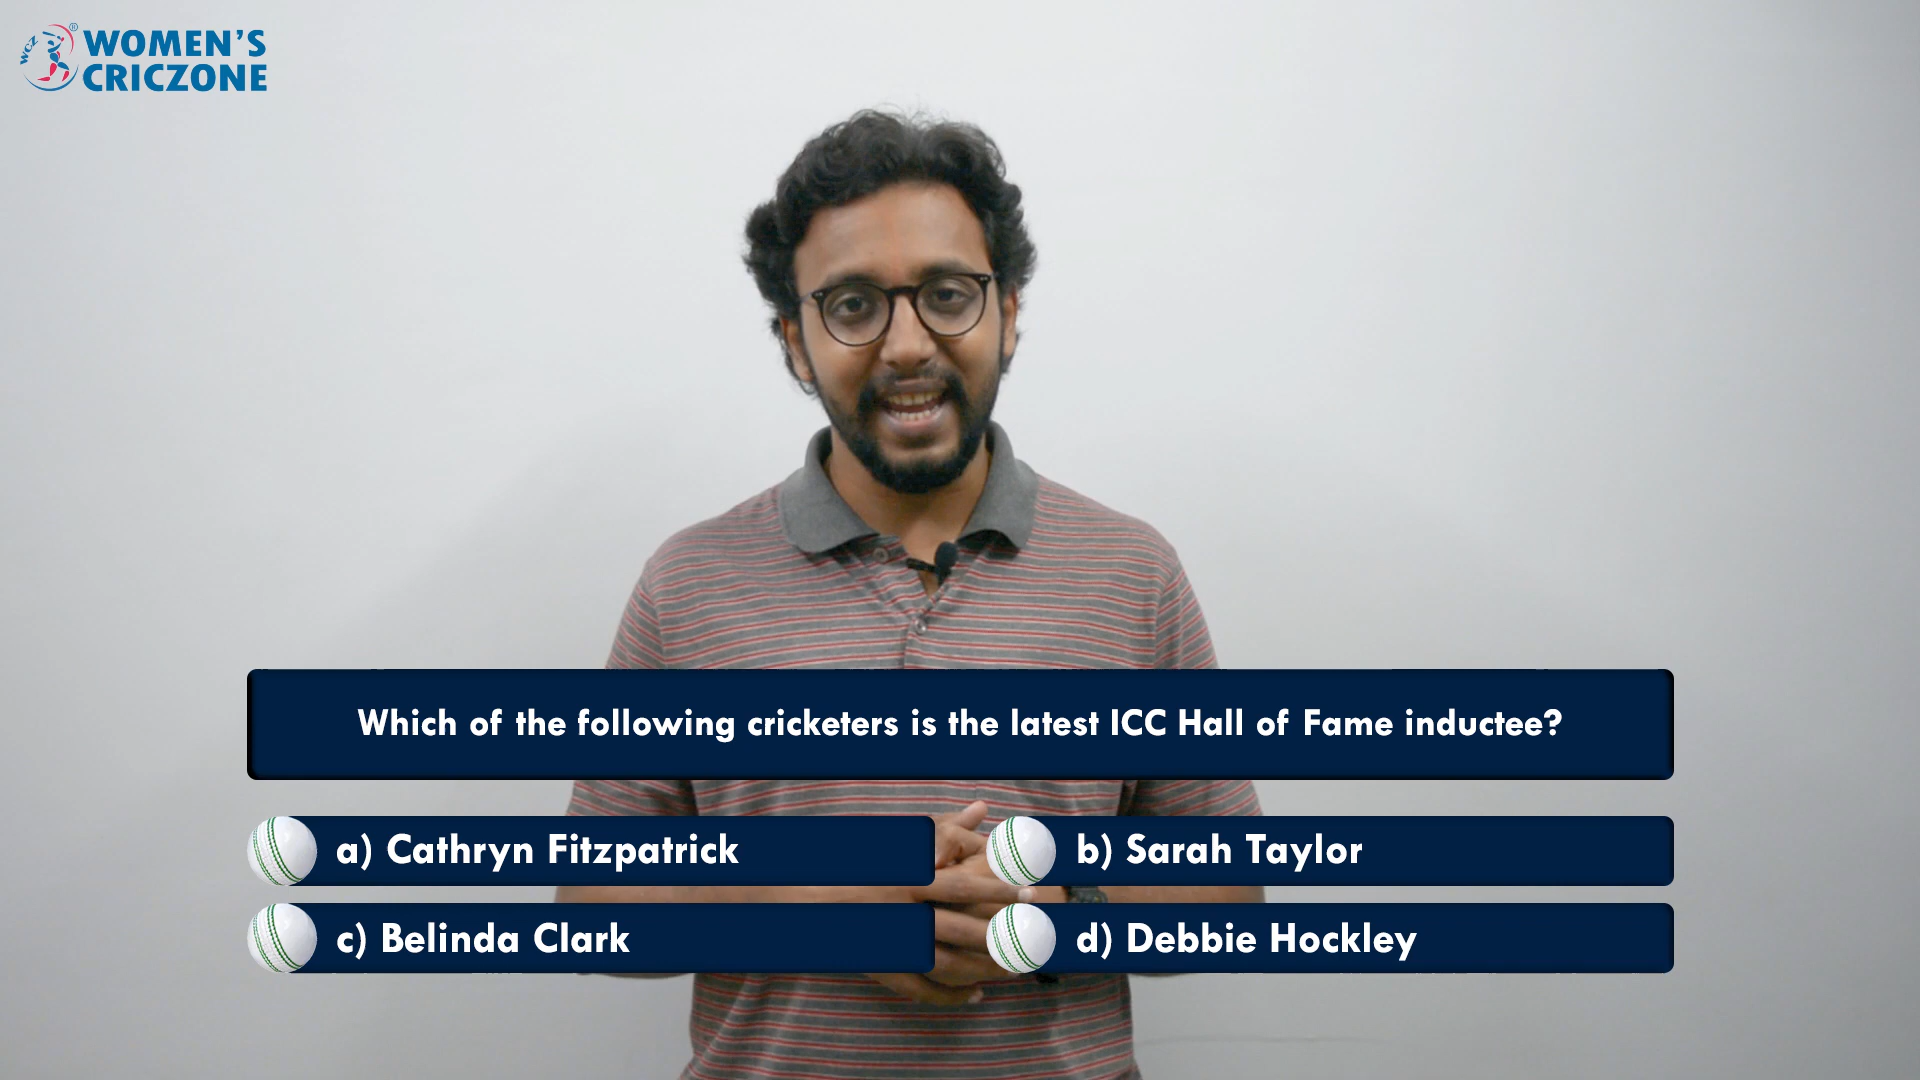 WCZ
®
WOMEN'S
CRICZONE
Which of the following cricketers is the latest ICC Hall of Fame inductee?
a) Cathryn Fitzpatrick
b) Sarah Taylor
c) Belinda Clark
d) Debbie Hockley